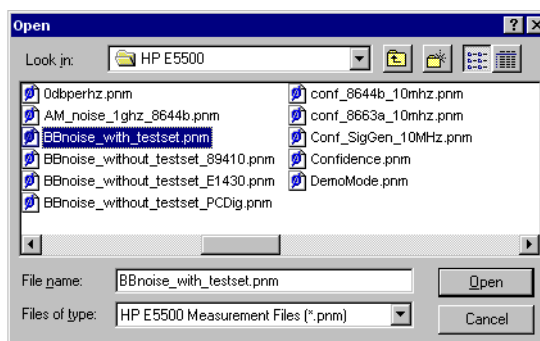 Open
Look in: HP E5500
0dbperhz.pnm
AM_noise_1ghz_8644b.pnm
BBnoise_with_testset.pnm
BBnoise_without_testset_89410.pnm
BBnoise_without_testset_E1430.pnm
BBnoise_without_testset_PCDig.pnm
conf_8644b_10mhz.pnm
conf_8663a_10mhz.pnm
Conf_SigGen_10MHz.pnm
Confidence.pnm
DemoMode.pnm
File name: BBnoise_with_testset.pnm
Open
Files of type: HP E5500 Measurement Files (*.pnm)
Cancel